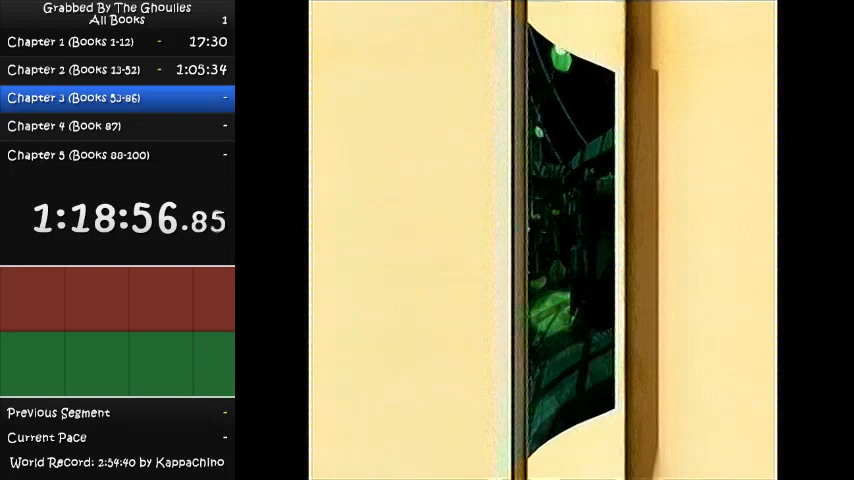 Grabbed By The Ghoulies
All Books 1
Chapter 1 (Books 1-12) - 17:30
Chapter 2 (Books 13-52) - 1:05:34
Chapter 3 (Books 53-86) -
Chapter 4 (Book 87) -
Chapter 5 (Books 88-100) -
1:18:56.85
Previous Segment -
Current Pace -
World Record: 2:54:40 by Kappachino